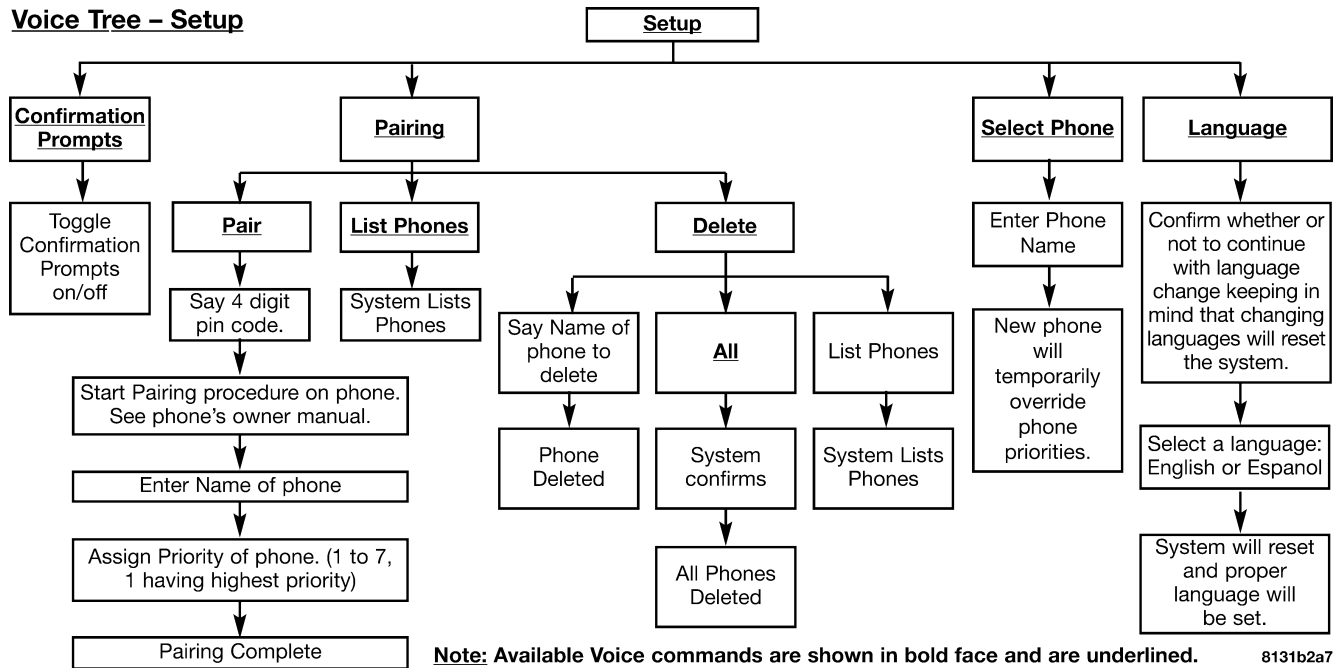 Voice Tree – Setup
Setup
Confirmation
Prompts
Pairing
Select Phone
Language
Toggle
Confirmation
Prompts
on/off
Pair
List Phones
Delete
Enter Phone
Name
Confirm whether or
not to continue
with language
change keeping in
mind that changing
languages will reset
the system.
Say 4 digit
pin code.
System Lists
Phones
Say Name of
phone to
delete
All
List Phones
New phone
will
temporarily
override
phone
priorities.
Start Pairing procedure on phone.
See phone's owner manual.
Phone
Deleted
System
confirms
System Lists
Phones
Select a language:
English or Espanol
Enter Name of phone
Assign Priority of phone. (1 to 7,
1 having highest priority)
All Phones
Deleted
System will reset
and proper
language will
be set.
Pairing Complete
Note: Available Voice commands are shown in bold face and are underlined.
8131b2a7